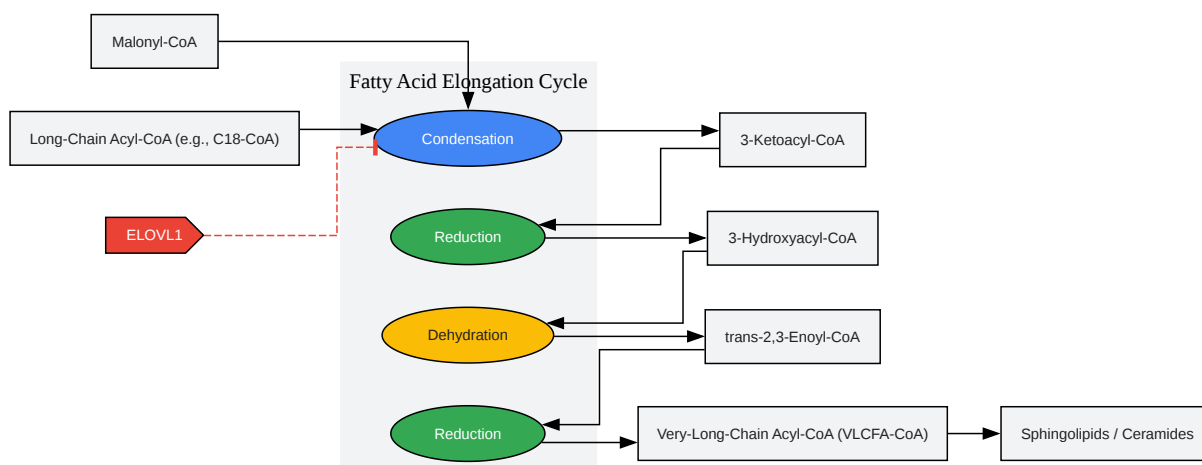 Malonyl-CoA
Fatty Acid Elongation Cycle
Long-Chain Acyl-CoA (e.g., C18-CoA)
Condensation
3-Ketoacyl-CoA
ELOVL1
Reduction
3-Hydroxyacyl-CoA
Dehydration
trans-2,3-Enoyl-CoA
Reduction
Very-Long-Chain Acyl-CoA (VLCFA-CoA)
Sphingolipids / Ceramides